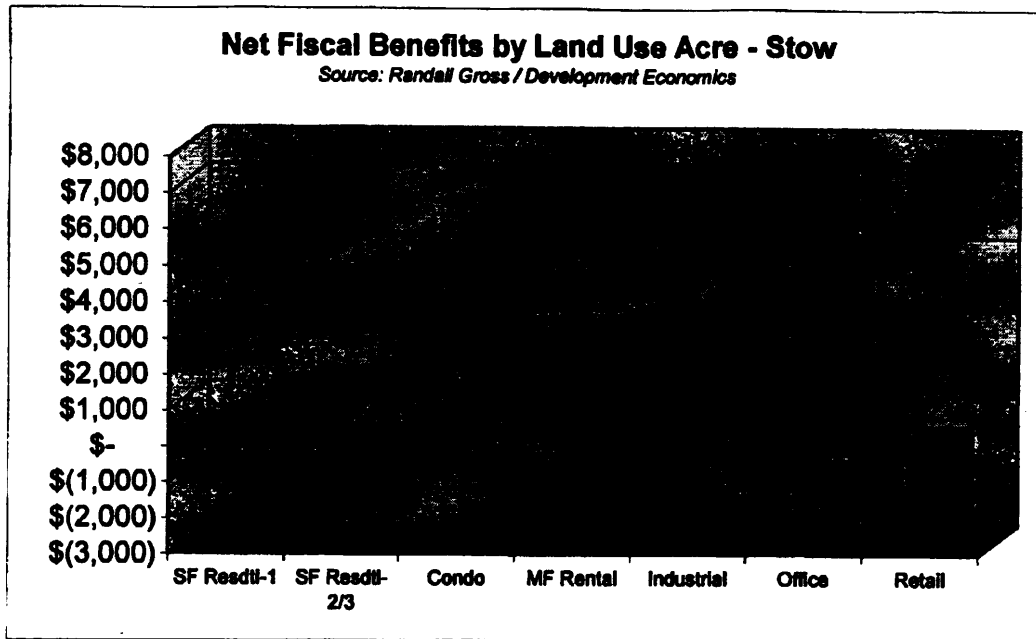 Net Fiscal Benefits by Land Use Acre - Stow
Source: Randall Gross / Development Economics
$8,000
$7,000
$6,000
$5,000
$4,000
$3,000
$2,000
$1,000
$-
$(1,000)
$(2,000)
$(3,000)
SF Resdtl-1
SF Resdtl-
2/3
Condo
MF Rental
Industrial
Office
Retail